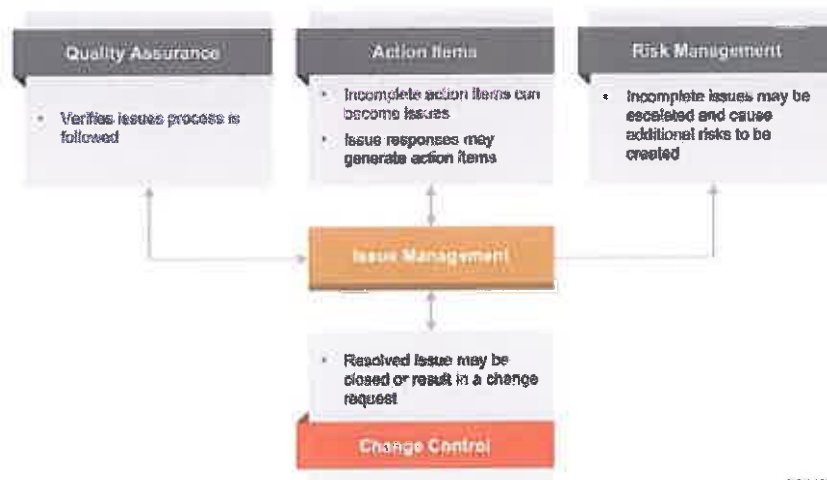 Quality Assurance
• Verifies issues process is
followed
Action Items
• Incomplete action items can
become issues
• Issue responses may
generate action items
Risk Management
• Incomplete issues may be
escalated and cause
additional risks to be
created
Issue Management
• Resolved issue may be
closed or result in a change
request
Change Control